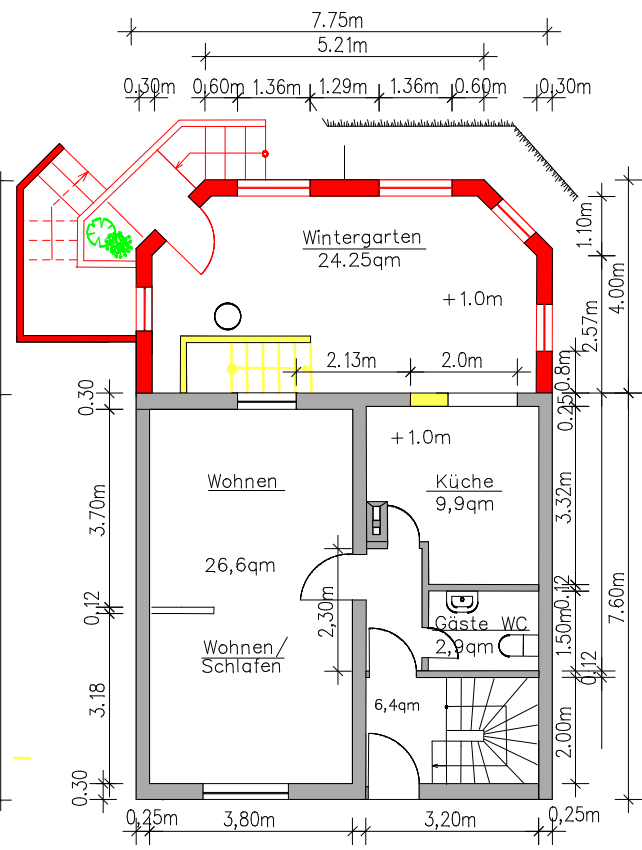 7.75m
5.21m
0.30m 0.60m 1.36m 1.29m 1.36m 0.60m 0.30m
1.10m
Wintergarten
24.25qm
4.00m
+1.0m
2.57m
2.13m 2.0m
0.8m
0.30
0.25
+1.0m
Wohnen
Küche
9,9qm
3.70m
3.32m
26,6qm
0.12
0.12
2,30m
7.60m
Gäste WC
2,9qm
1.50m
Wohnen/
Schlafen
0.12
3.18
6,4qm
2.00m
0.30
0,25m 3,80m 3,20m 0,25m